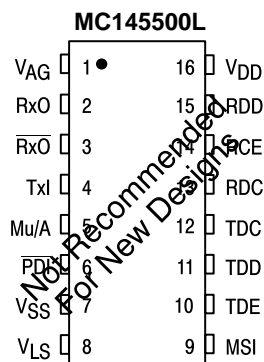 MC145500L
VAG 1 16 VDD
RxO 2 15 RDD
RxO 3 14 RCE
TxI 4 13 RDC
Mu/A 5 12 TDC
PDI 6 11 TDD
VSS 7 10 TDE
VLS 8 9 MSI
Not Recommended
For New Designs